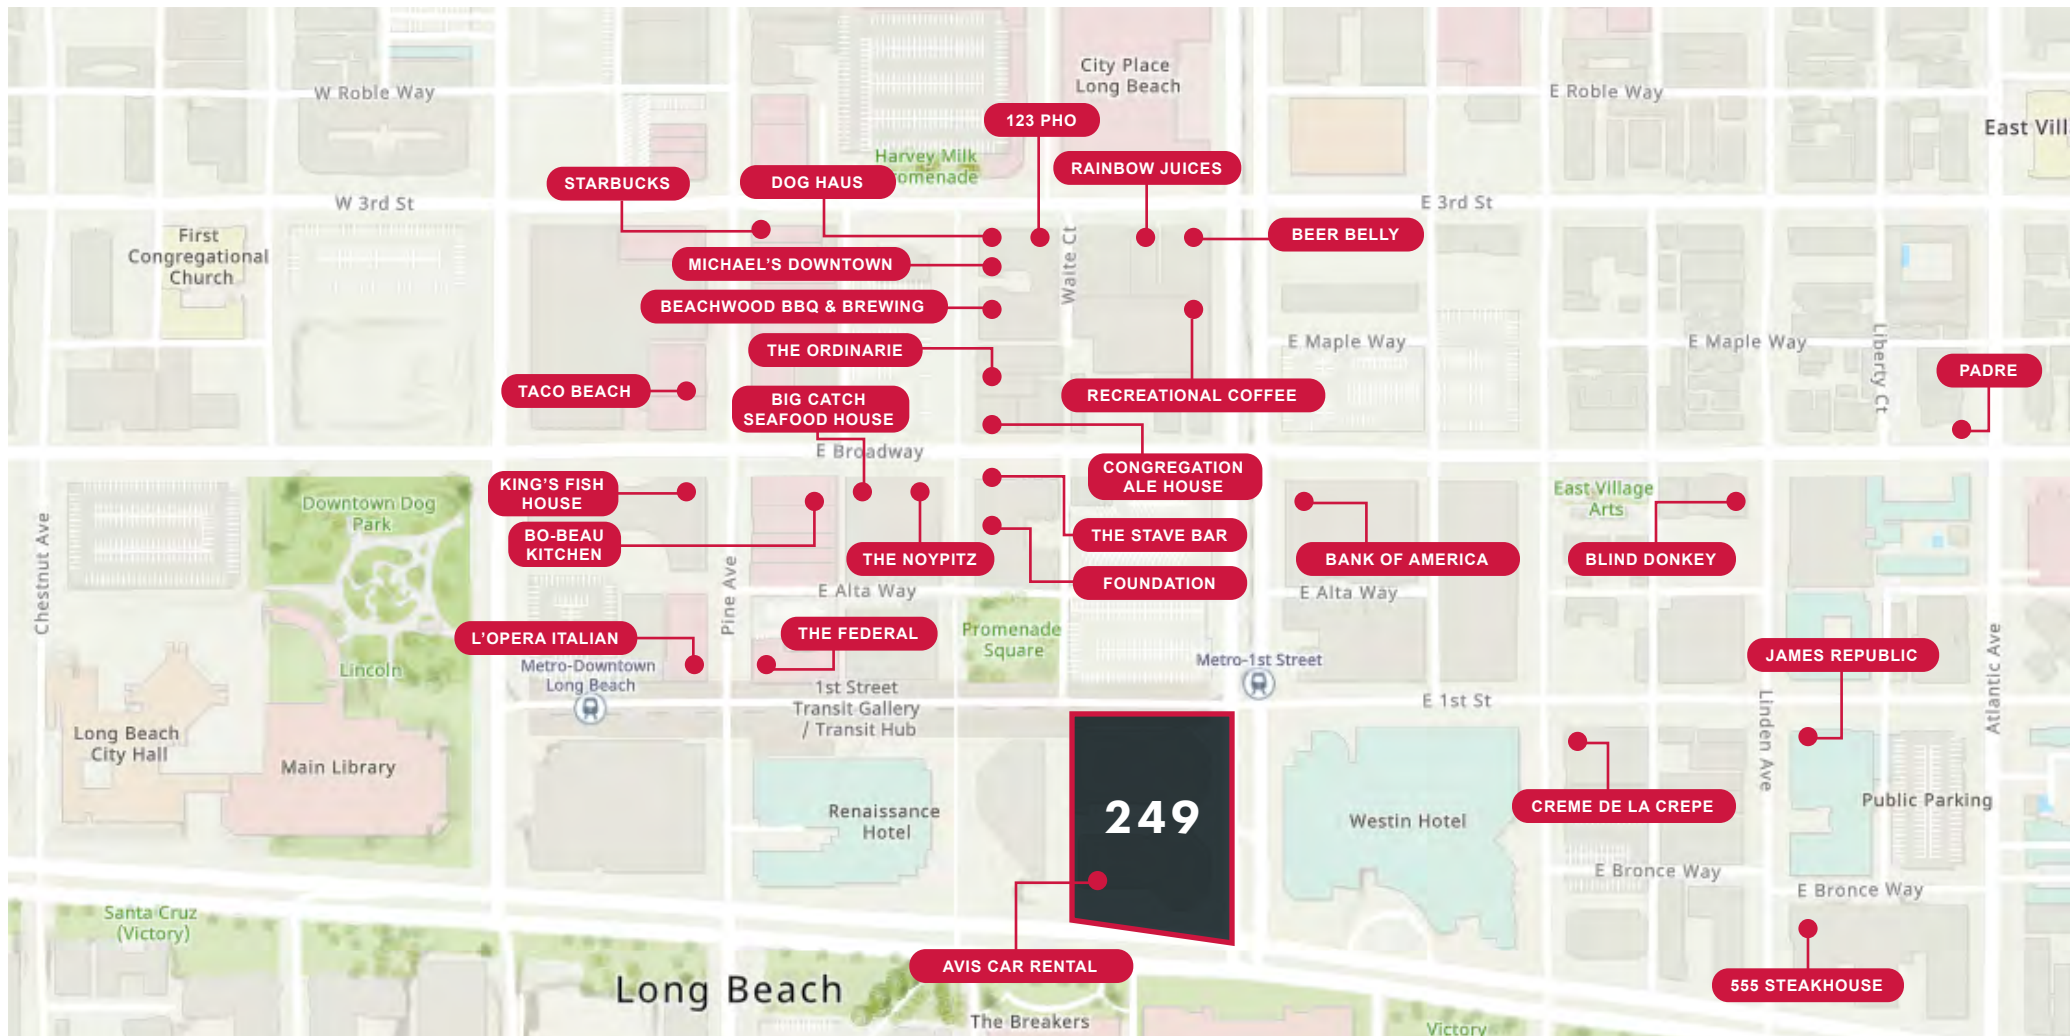 City Place
Long Beach
W Roble Way
E Roble Way
123 PHO
East Vill
Harvey Milk
omenade
RAINBOW JUICES
STARBUCKS
DOG HAUS
W 3rd St
E 3rd St
First
Congregational
Church
BEER BELLY
Waite Ct
MICHAEL'S DOWNTOWN
BEACHWOOD BBQ & BREWING
E Maple Way
E Maple Way
Liberty Ct
THE ORDINARIE
PADRE
TACO BEACH
RECREATIONAL COFFEE
BIG CATCH
SEAFOOD HOUSE
E Broadway
CONGREGATION
ALE HOUSE
KING'S FISH
HOUSE
Downtown Dog
Park
East Village
Arts
Chestnut Ave
BO-BEAU
KITCHEN
THE STAVE BAR
THE NOYPITZ
BANK OF AMERICA
BLIND DONKEY
FOUNDATION
Pine Ave
E Alta Way
E Alta Way
L'OPERA ITALIAN
THE FEDERAL
Promenade
Square
JAMES REPUBLIC
Metro-Downtown
Long Beach
Metro-1st Street
Lincoln
Atlantic Ave
1st Street
Transit Gallery
/ Transit Hub
E 1st St
Linden Ave
Long Beach
City Hall
Main Library
Renaissance
Hotel
249
Westin Hotel
CREME DE LA CREPE
Public Parking
E Bronce Way
E Bronce Way
Santa Cruz
(Victory)
AVIS CAR RENTAL
555 STEAKHOUSE
Long Beach
The Breakers
Victory